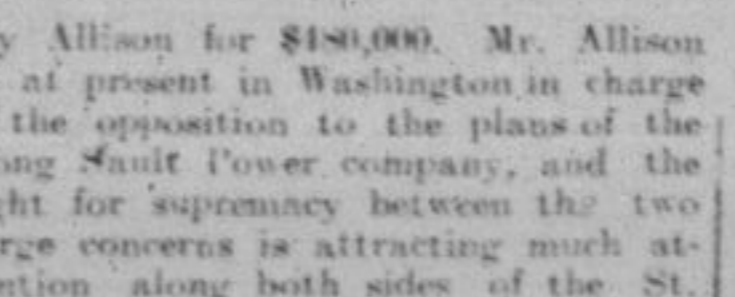 y Allison for $480,000. Mr. Allison
at present in Washington in charge
the opposition to the plans of the
ong Sault Power company, and the
ght for supremacy between the two
rge concerns is attracting much at-
ntion along both sides of the St.